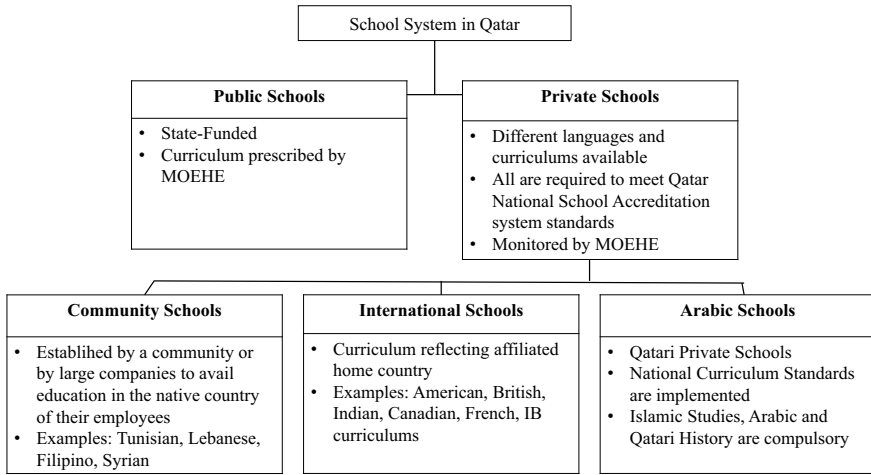 School System in Qatar
Public Schools
• State-Funded
• Curriculum prescribed by
MOEHE
Private Schools
• Different languages and
curriculums available
• All are required to meet Qatar
National School Accreditation
system standards
• Monitored by MOEHE
Community Schools
• Establihed by a community or
by large companies to avail
education in the native country
of their employees
• Examples: Tunisian, Lebanese,
Filipino, Syrian
International Schools
• Curriculum reflecting affiliated
home country
• Examples: American, British,
Indian, Canadian, French, IB
curriculums
Arabic Schools
• Qatari Private Schools
• National Curriculum Standards
are implemented
• Islamic Studies, Arabic and
Qatari History are compulsory